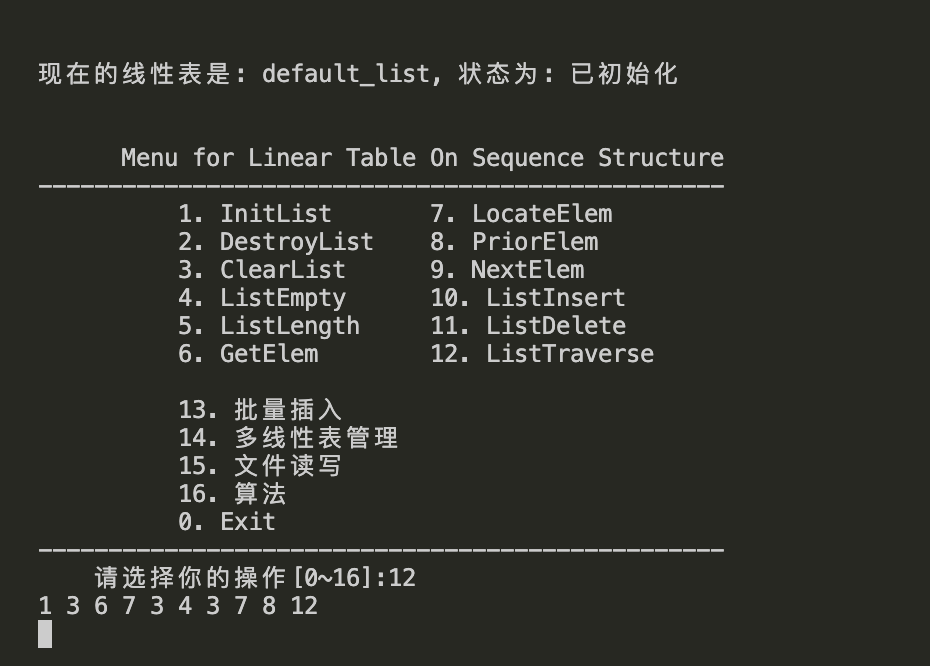 现在的线性表是: default_list, 状态为: 已初始化
Menu for Linear Table On Sequence Structure
-------------------------------------------------
1. InitList 7. LocateElem
2. DestroyList 8. PriorElem
3. ClearList 9. NextElem
4. ListEmpty 10. ListInsert
5. ListLength 11. ListDelete
6. GetElem 12. ListTraverse
13. 批量插入
14. 多线性表管理
15. 文件读写
16. 算法
0. Exit
-------------------------------------------------
请选择你的操作[0~16]:12
1 3 6 7 3 4 3 7 8 12